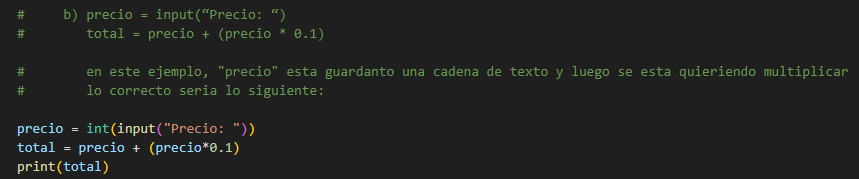 #     b) precio = input(“Precio: “)
#        total = precio + (precio * 0.1)
#        en este ejemplo, "precio" esta guardanto una cadena de texto y luego se esta quieriendo multiplicar
#        lo correcto seria lo siguiente:
precio = int(input("Precio: "))
total = precio + (precio*0.1)
print(total)